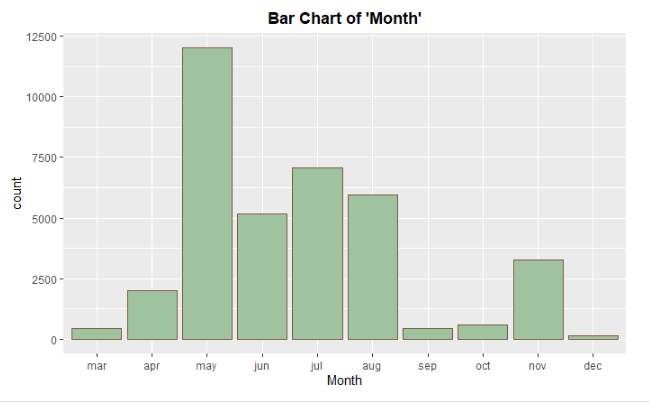 Bar Chart of 'Month'
12500
10000
7500
5000
2500
0
count
mar apr may jun jul aug sep oct nov dec
Month